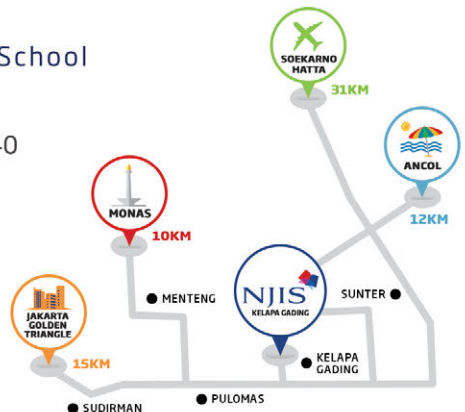 School
SOEKARNO
HATTA
31KM
ANCOL
12KM
MONAS
10KM
MENTENG
NJIS
KELAPA GADING
SUNTER
JAKARTA
GOLDEN
TRIANGLE
15KM
KELAPA
GADING
PULOMAS
SUDIRMAN